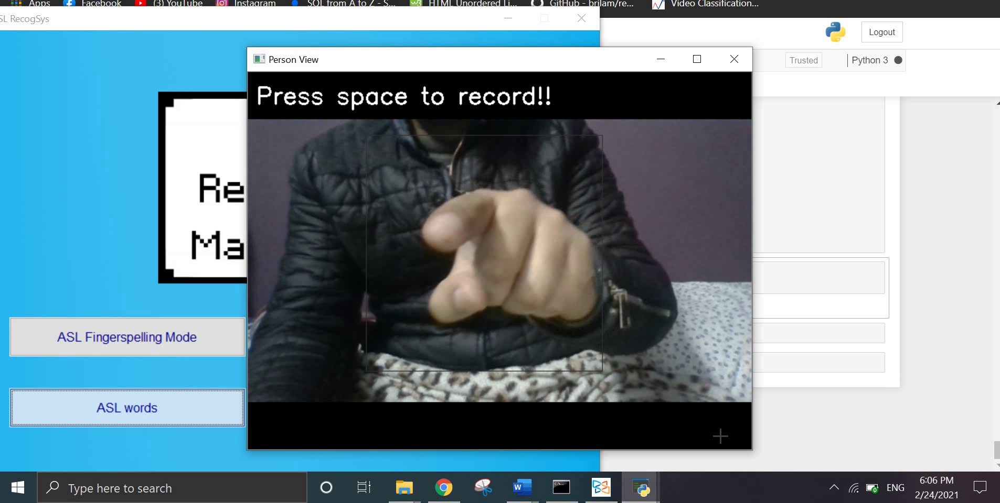 Apps Facebook (3) YouTube Instagram SQL from A to Z - S... HTML Unordered Li... GitHub - brilam/re... Video Classification...
SL RecogSys
Logout
Person View
Trusted Python 3
Press space to record!!
Re
Ma
ASL Fingerspelling Mode
ASL words
Type here to search
W
ENG
6:06 PM
2/24/2021